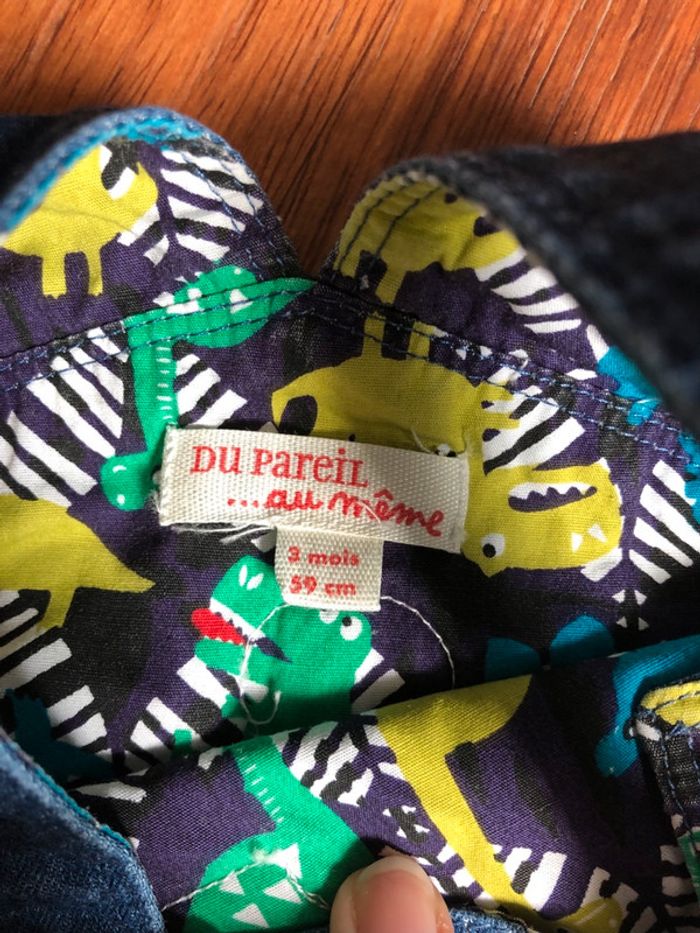 Du PareiL
...au même
3 mois
59 cm